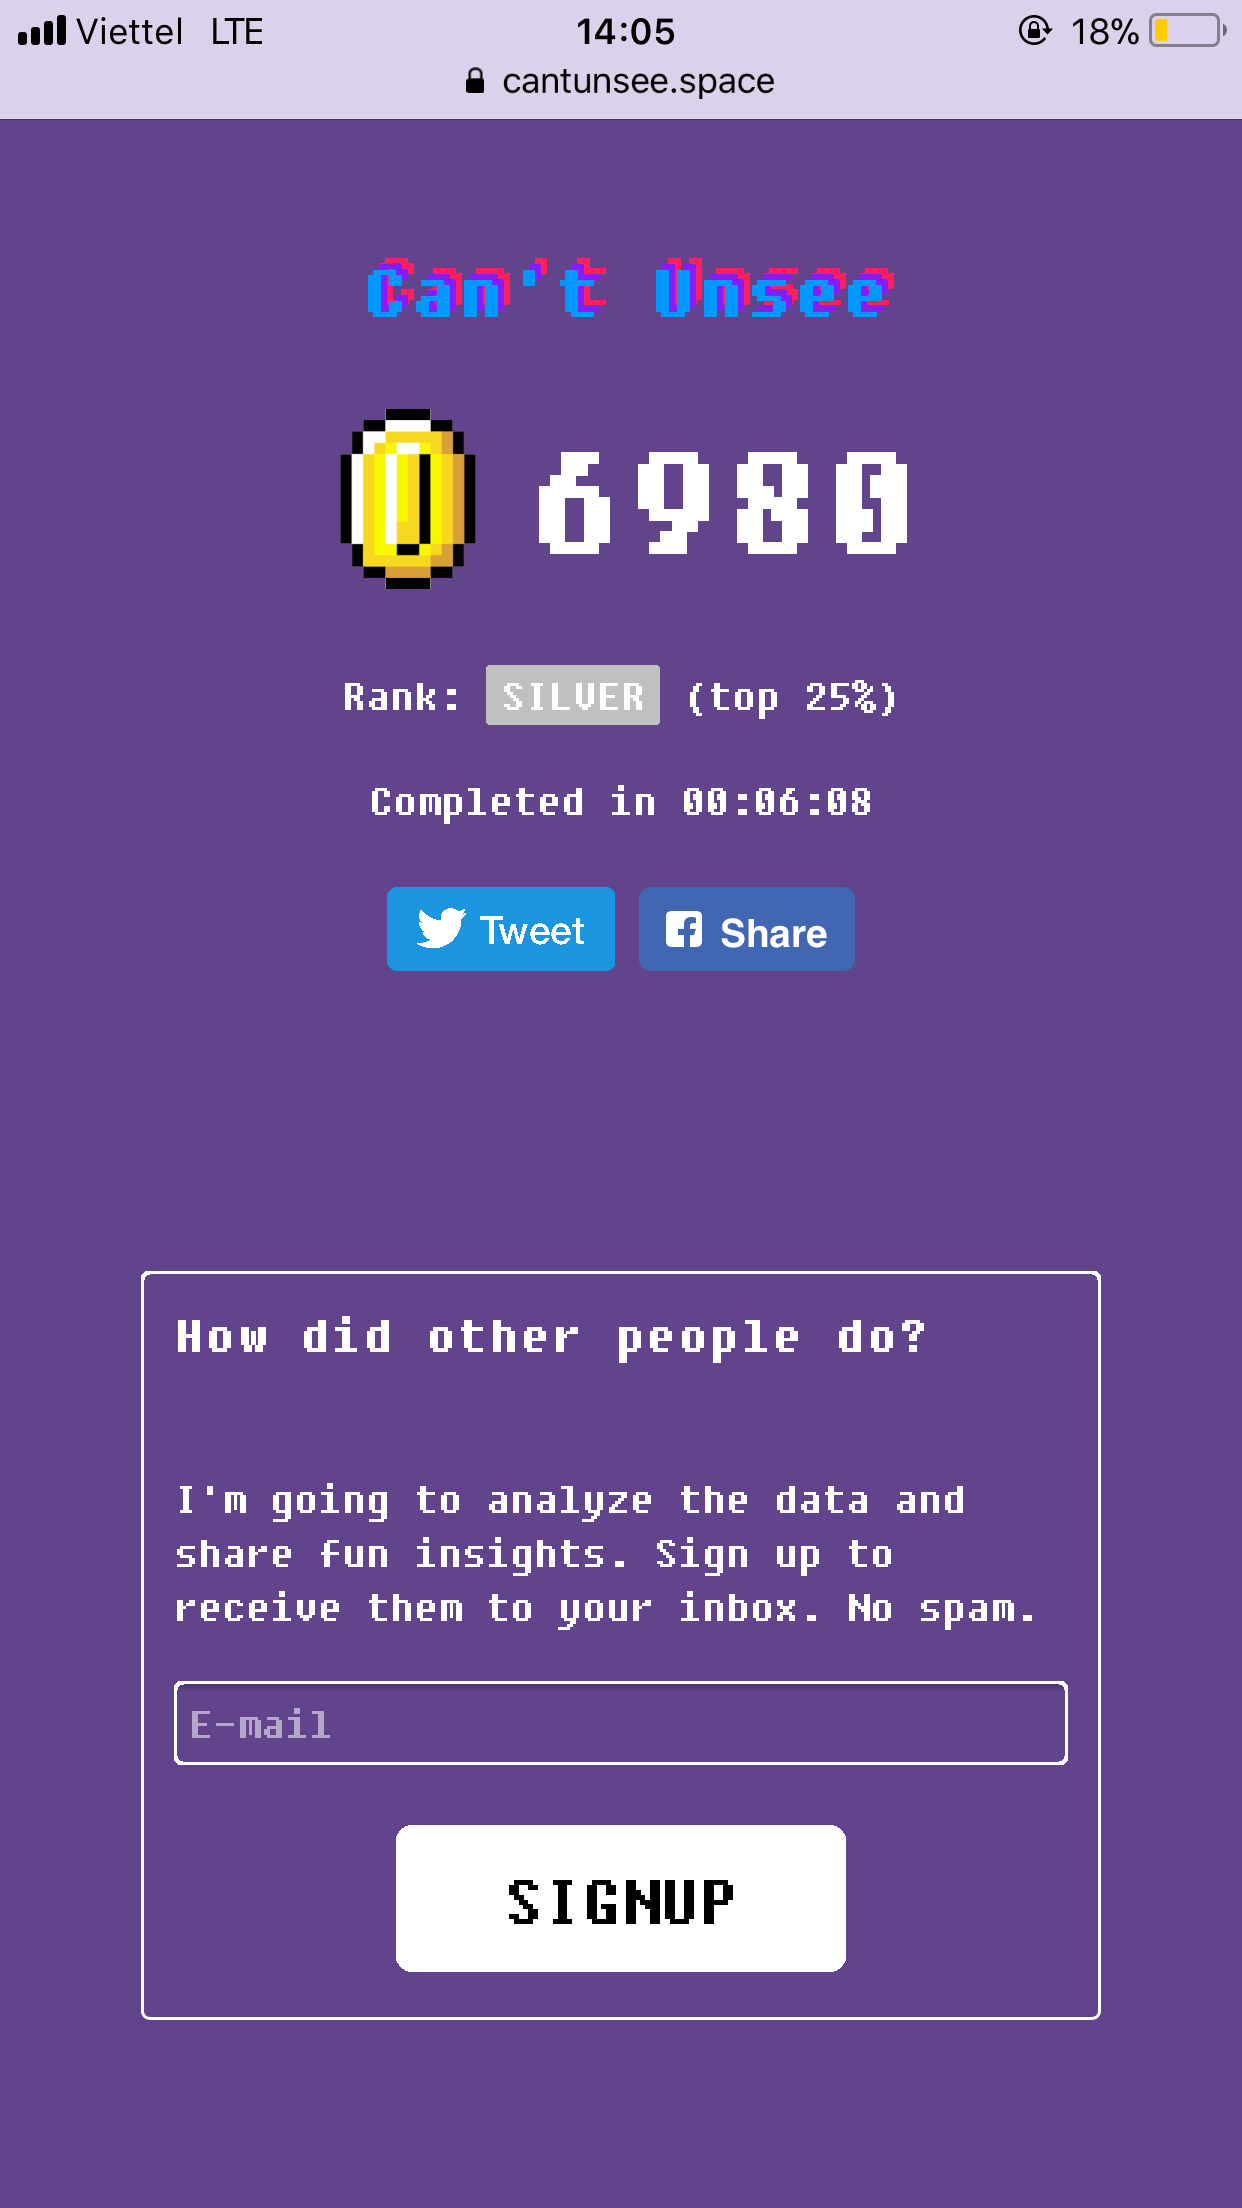 Viettel LTE 14:05 18%
cantunsee.space
Can't Unsee
6980
Rank: SILVER (top 25%)
Completed in 00:06:08
Tweet Share
How did other people do?
I'm going to analyze the data and
share fun insights. Sign up to
receive them to your inbox. No spam.
E-mail
SIGNUP